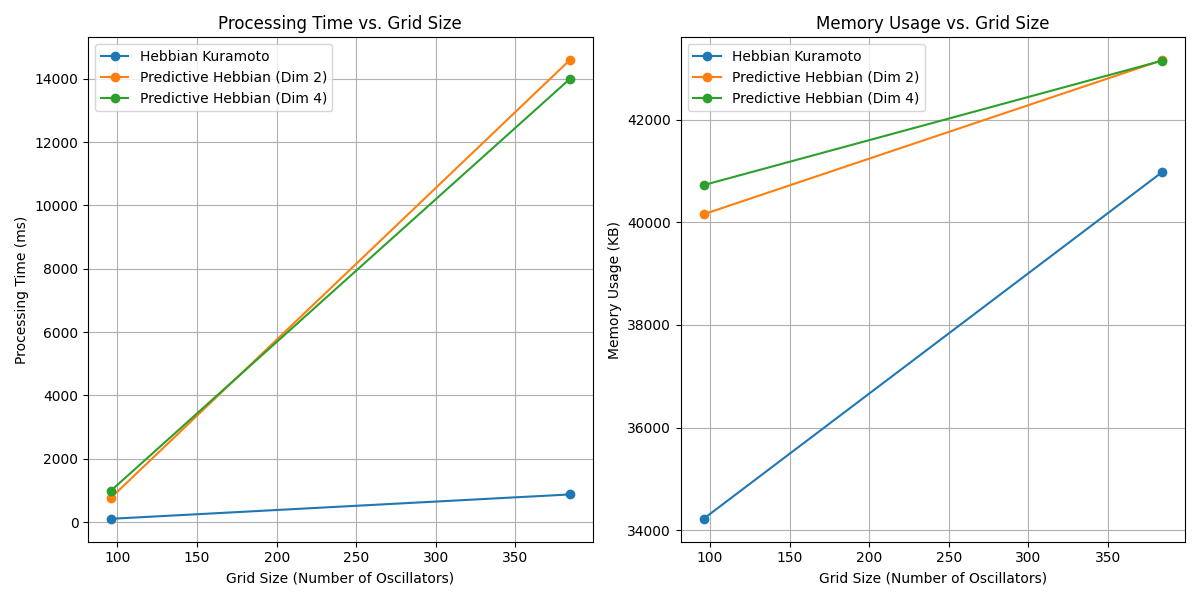 Processing Time vs. Grid Size
Hebbian Kuramoto
Predictive Hebbian (Dim 2)
Predictive Hebbian (Dim 4)
Processing Time (ms)
14000
12000
10000
8000
6000
4000
2000
0
100 150 200 250 300 350
Grid Size (Number of Oscillators)
Memory Usage vs. Grid Size
Hebbian Kuramoto
Predictive Hebbian (Dim 2)
Predictive Hebbian (Dim 4)
Memory Usage (KB)
42000
40000
38000
36000
34000
100 150 200 250 300 350
Grid Size (Number of Oscillators)